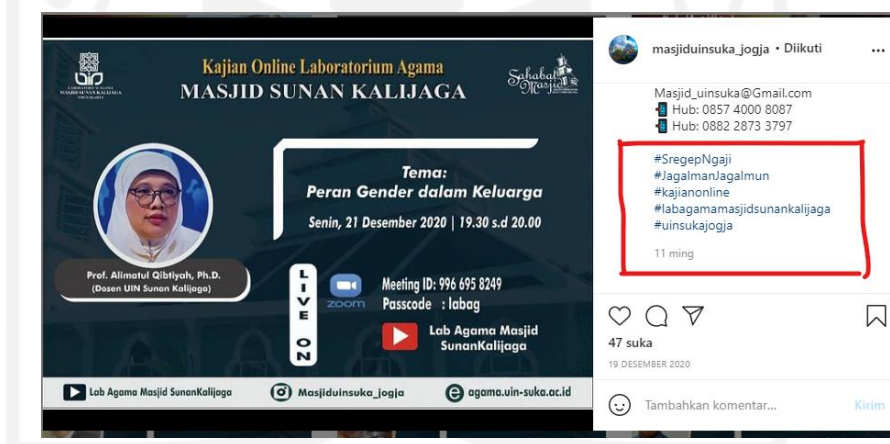 Kajian Online Laboratorium Agama
MASJID SUNAN KALIJAGA
Sahabat
Masjid
Tema:
Peran Gender dalam Keluarga
Senin, 21 Desember 2020 | 19.30 s.d 20.00
Prof. Alimatul Qibtiyah, Ph.D.
(Dosen UIN Sunan Kalijaga)
LIVE ON
zoom
Meeting ID: 996 695 8249
Passcode : labag
Lab Agama Masjid
SunanKalijaga
Lab Agama Masjid SunanKalijaga
Masjiduinsuka_jogja
agama.uin-suka.ac.id
masjiduinsuka_jogja • Diikuti
Masjid_uinsuka@Gmail.com
Hub: 0857 4000 8087
Hub: 0882 2873 3797
#SregepNgaji
#JagaImanJagaImun
#kajianonline
#labagamamasjidsunankalijaga
#uinsukajogja
11 ming
47 suka
19 DESEMBER 2020
Tambahkan komentar...
Kirim